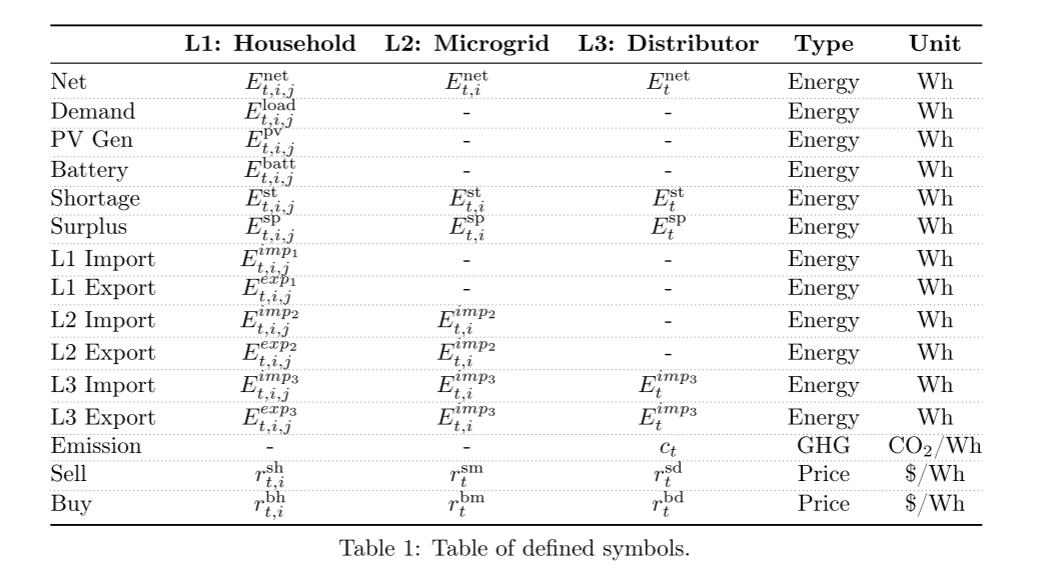 L1: Household L2: Microgrid L3: Distributor Type Unit
Net $E_{t,i,j}^{\text{net}}$ $E_{t,i}^{\text{net}}$ $E_{t}^{\text{net}}$ Energy Wh
Demand $E_{t,i,j}^{\text{load}}$ - - Energy Wh
PV Gen $E_{t,i,j}^{\text{pv}}$ - - Energy Wh
Battery $E_{t,i,j}^{\text{batt}}$ - - Energy Wh
Shortage $E_{t,i,j}^{\text{st}}$ $E_{t,i}^{\text{st}}$ $E_{t}^{\text{st}}$ Energy Wh
Surplus $E_{t,i,j}^{\text{sp}}$ $E_{t,i}^{\text{sp}}$ $E_{t}^{\text{sp}}$ Energy Wh
L1 Import $E_{t,i,j}^{imp_1}$ - - Energy Wh
L1 Export $E_{t,i,j}^{exp_1}$ - - Energy Wh
L2 Import $E_{t,i,j}^{imp_2}$ $E_{t,i}^{imp_2}$ - Energy Wh
L2 Export $E_{t,i,j}^{exp_2}$ $E_{t,i}^{imp_2}$ - Energy Wh
L3 Import $E_{t,i,j}^{imp_3}$ $E_{t,i}^{imp_3}$ $E_{t}^{imp_3}$ Energy Wh
L3 Export $E_{t,i,j}^{exp_3}$ $E_{t,i}^{imp_3}$ $E_{t}^{imp_3}$ Energy Wh
Emission - - $c_t$ GHG CO$_2$/Wh
Sell $r_{t,i}^{\text{sh}}$ $r_{t}^{\text{sm}}$ $r_{t}^{\text{sd}}$ Price $/Wh
Buy $r_{t,i}^{\text{bh}}$ $r_{t}^{\text{bm}}$ $r_{t}^{\text{bd}}$ Price $/Wh
Table 1: Table of defined symbols.